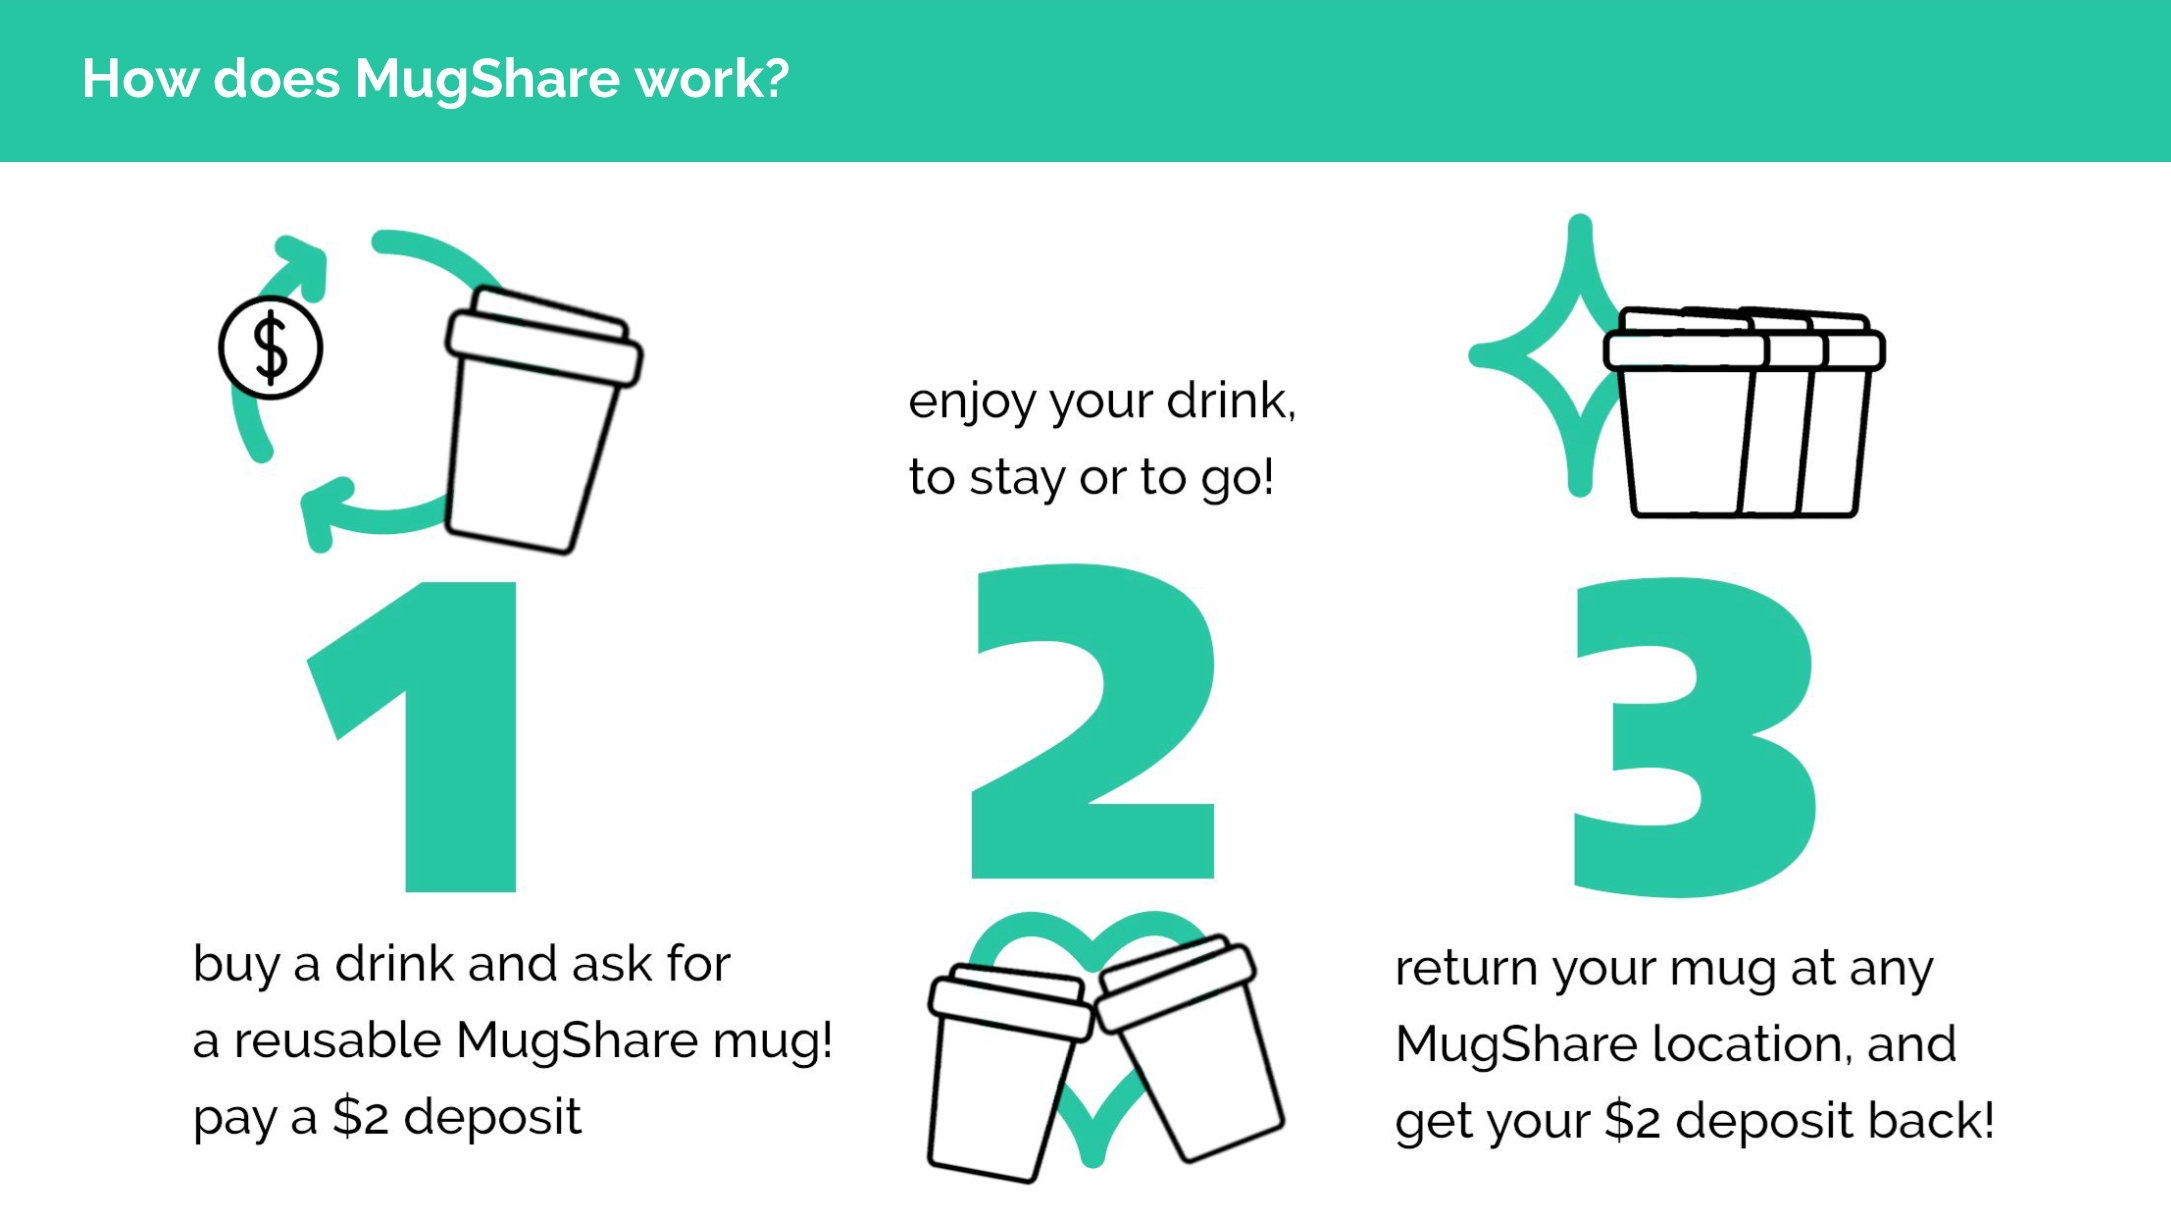 How does MugShare work?
$
1
buy a drink and ask for
a reusable MugShare mug!
pay a $2 deposit
enjoy your drink,
to stay or to go!
2
3
return your mug at any
MugShare location, and
get your $2 deposit back!